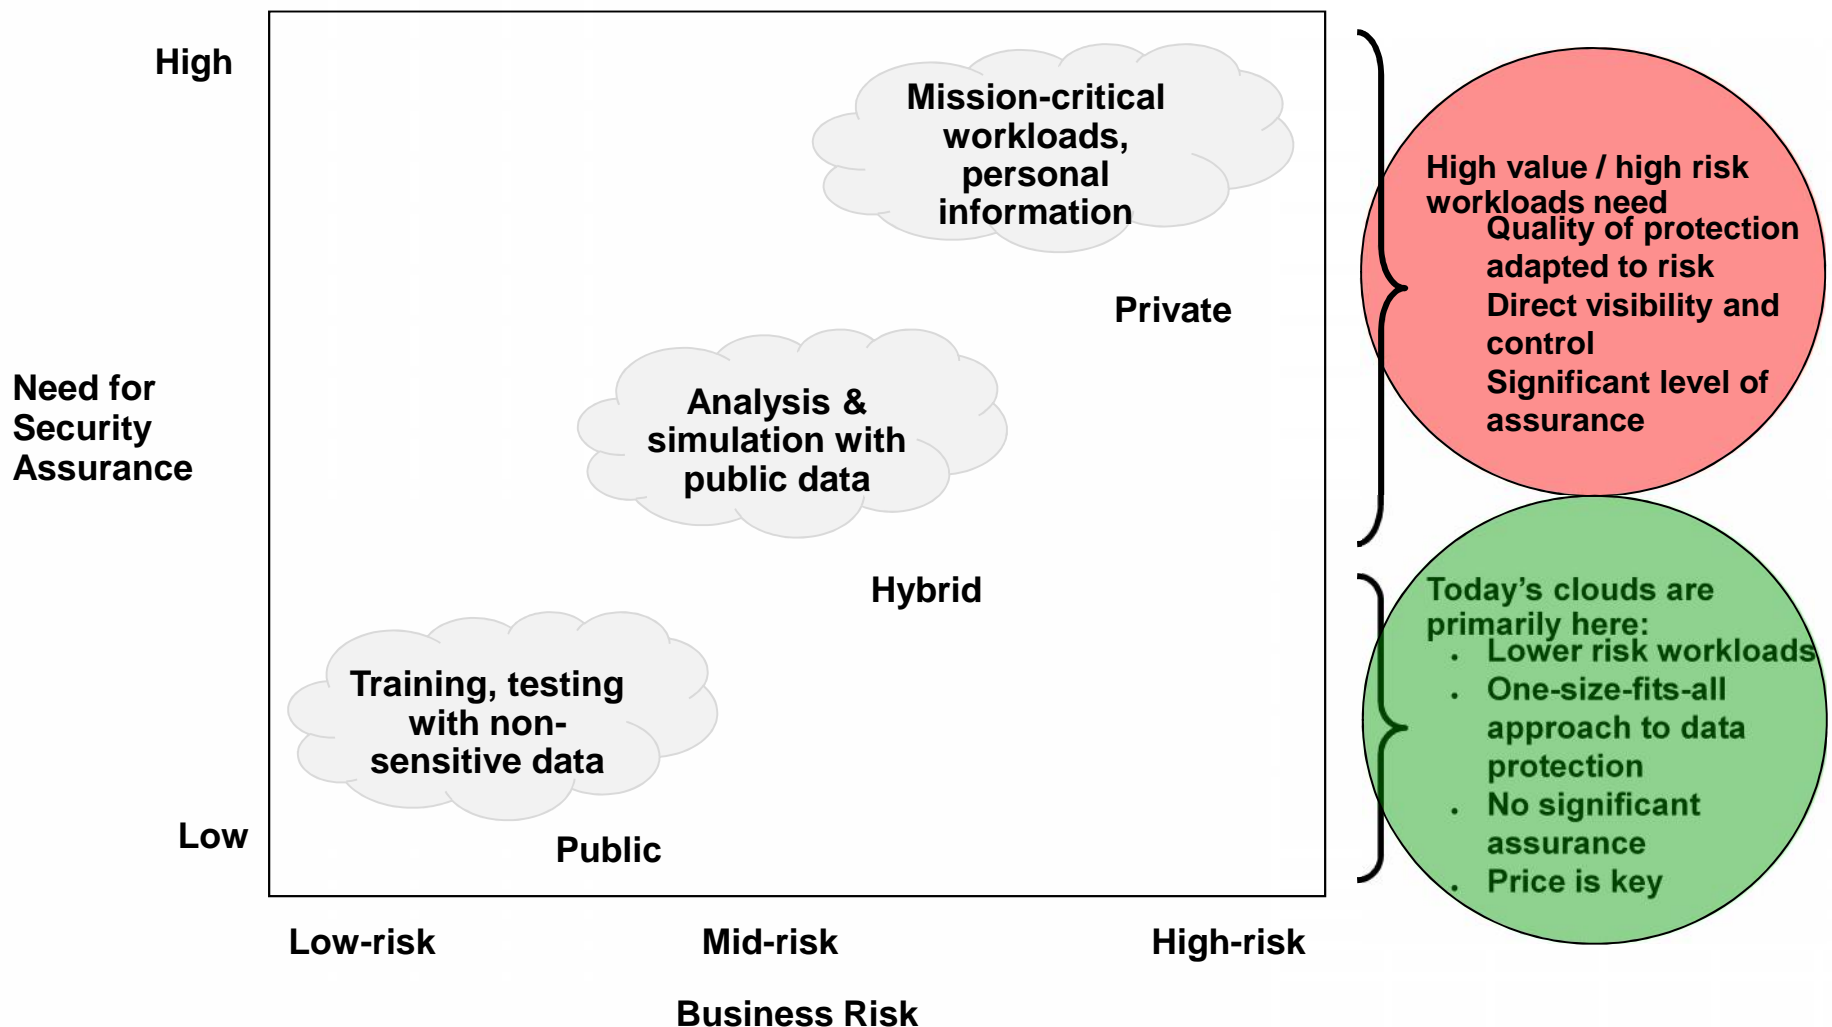 High
Mission-critical
workloads,
personal
information
High value / high risk
workloads need
Quality of protection
adapted to risk
Direct visibility and
control
Significant level of
assurance
Private
Need for
Security
Assurance
Analysis &
simulation with
public data
Hybrid
Today’s clouds are
primarily here:
• Lower risk workloads
• One-size-fits-all
approach to data
protection
• No significant
assurance
• Price is key
Training, testing
with non-
sensitive data
Low
Public
Low-risk
Mid-risk
High-risk
Business Risk